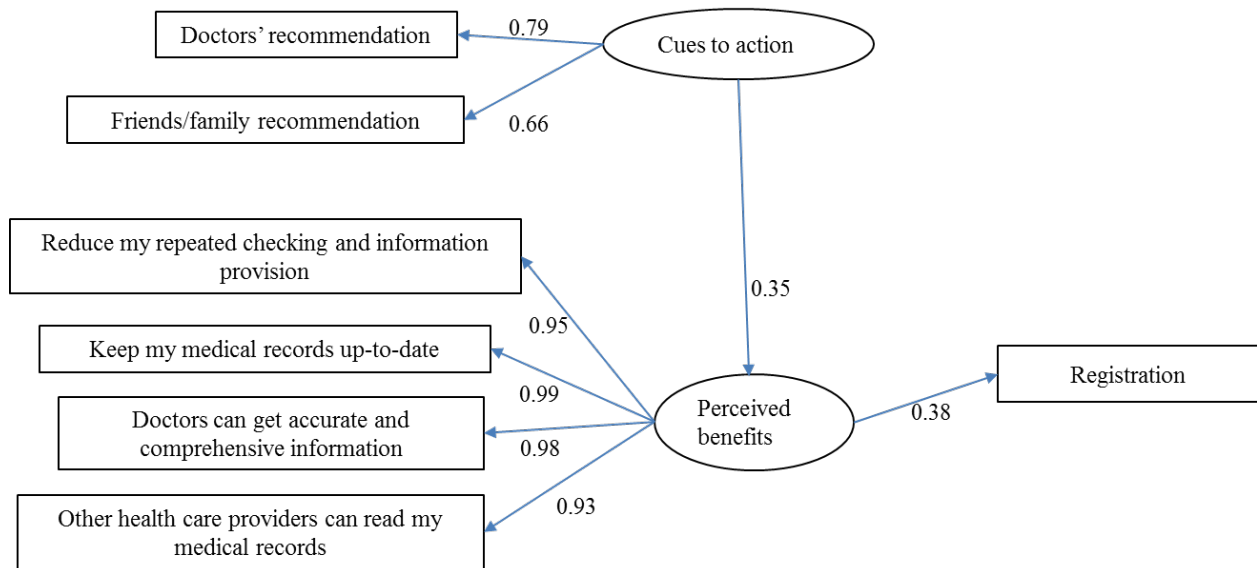 Doctors’ recommendation
0.79
Cues to action
Friends/family recommendation
0.66
Reduce my repeated checking and information
provision
0.35
0.95
Keep my medical records up-to-date
0.99
Registration
Doctors can get accurate and
comprehensive information
0.98
Perceived
benefits
0.38
0.93
Other health care providers can read my
medical records